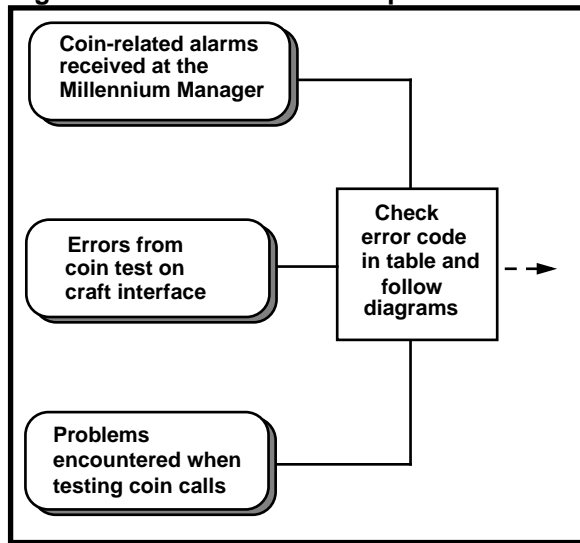 Coin-related alarms
received at the
Millennium Manager
Check
error code
in table and
follow
diagrams
Errors from
coin test on
craft interface
Problems
encountered when
testing coin calls